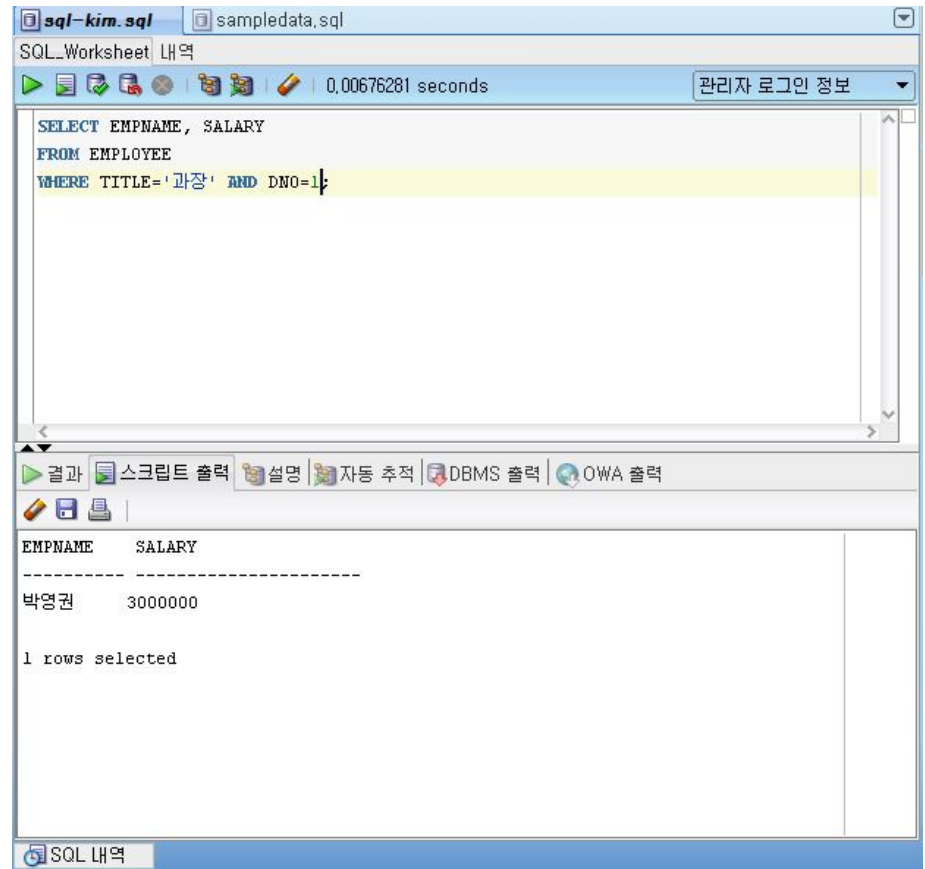 sql-kim.sql sampledata.sql
SQL_Worksheet 내역
0.00676281 seconds 관리자 로그인 정보
SELECT EMPNAME, SALARY
FROM EMPLOYEE
WHERE TITLE='과장' AND DNO=1;
결과 스크립트 출력 설명 자동 추적 DBMS 출력 OWA 출력
EMPNAME SALARY
---------- ----------------------
박영권 3000000
1 rows selected
SQL 내역